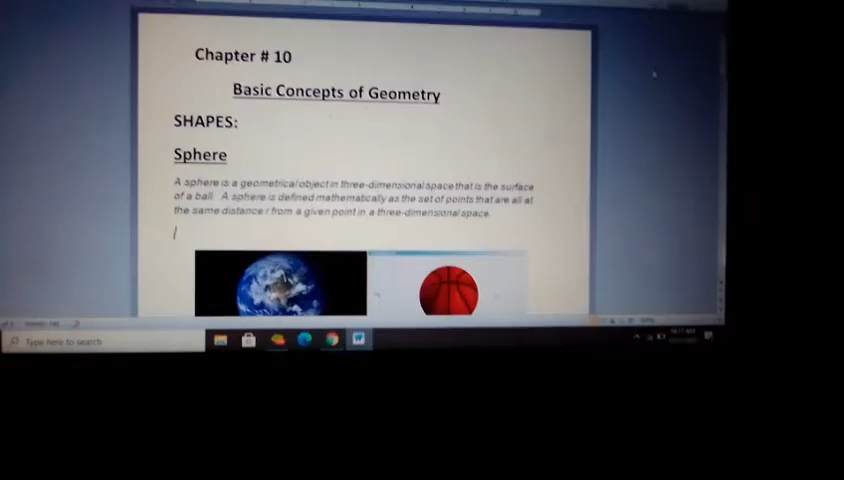 Chapter # 10
Basic Concepts of Geometry
SHAPES:
Sphere
A sphere is a geometrical object in three-dimensional space that is the surface
of a ball. A sphere is defined mathematically as the set of points that are all at
the same distance r from a given point in a three-dimensional space.
Type here to search